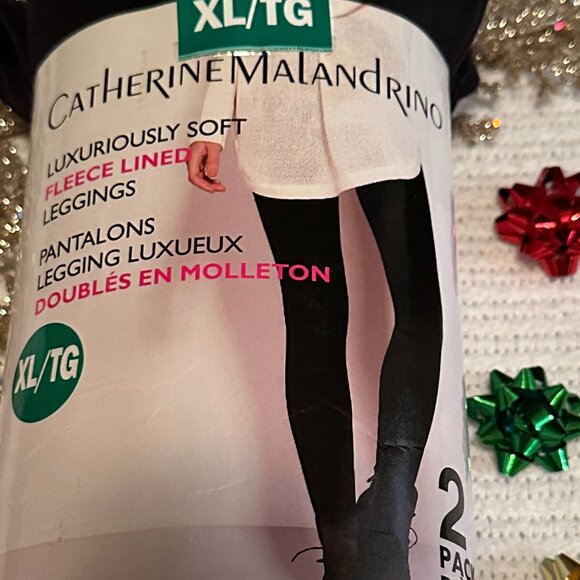 XL/TG
CATHERINE MALANDRINO
LUXURIOUSLY SOFT
FLEECE LINED
LEGGINGS
PANTALONS
LEGGING LUXUEUX
DOUBLÉS EN MOLLETON
XL/TG
2
PACK